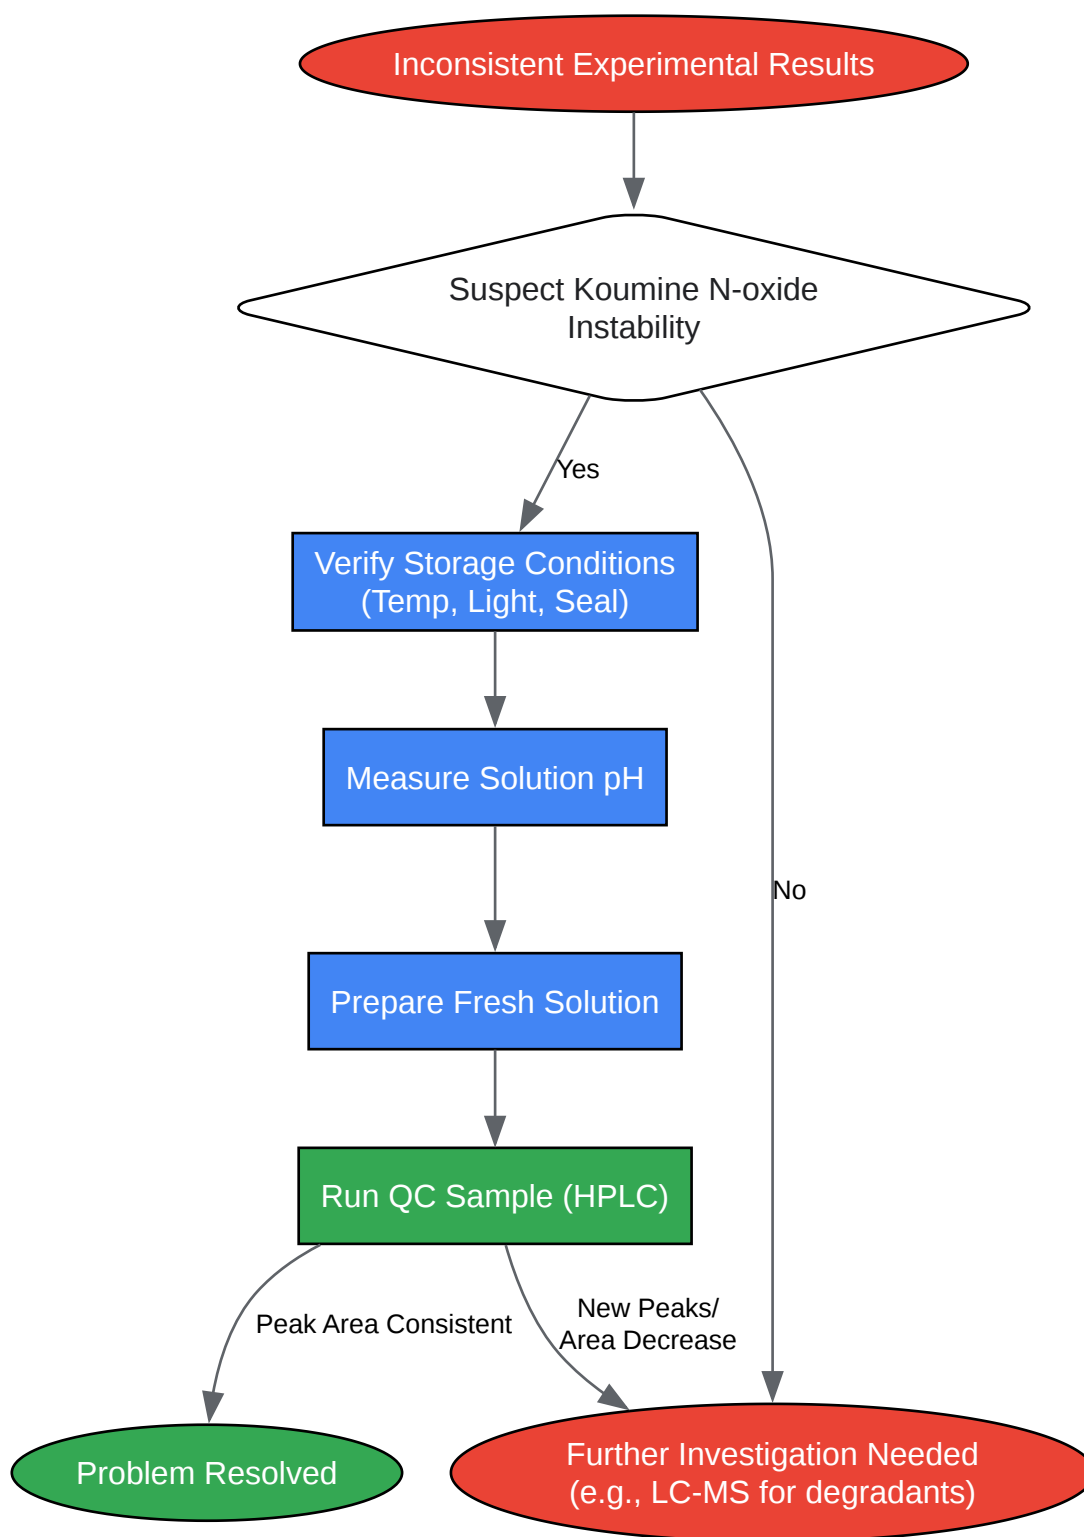 Inconsistent Experimental Results
Suspect Koumine N-oxide
Instability
Yes
Verify Storage Conditions
(Temp, Light, Seal)
Measure Solution pH
No
Prepare Fresh Solution
Run QC Sample (HPLC)
Peak Area Consistent
New Peaks/
Area Decrease
Problem Resolved
Further Investigation Needed
(e.g., LC-MS for degradants)